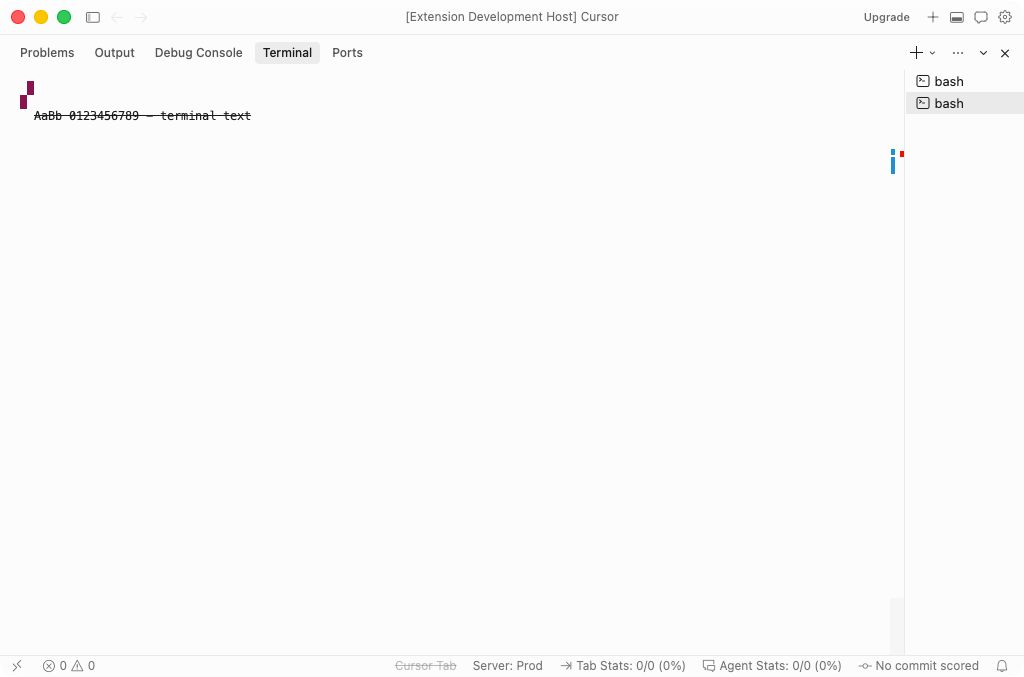 [Extension Development Host] Cursor
Upgrade
Problems Output Debug Console Terminal Ports
bash
bash
AaBb 0123456789 — terminal text
0 0
Cursor Tab Server: Prod Tab Stats: 0/0 (0%) Agent Stats: 0/0 (0%) No commit scored